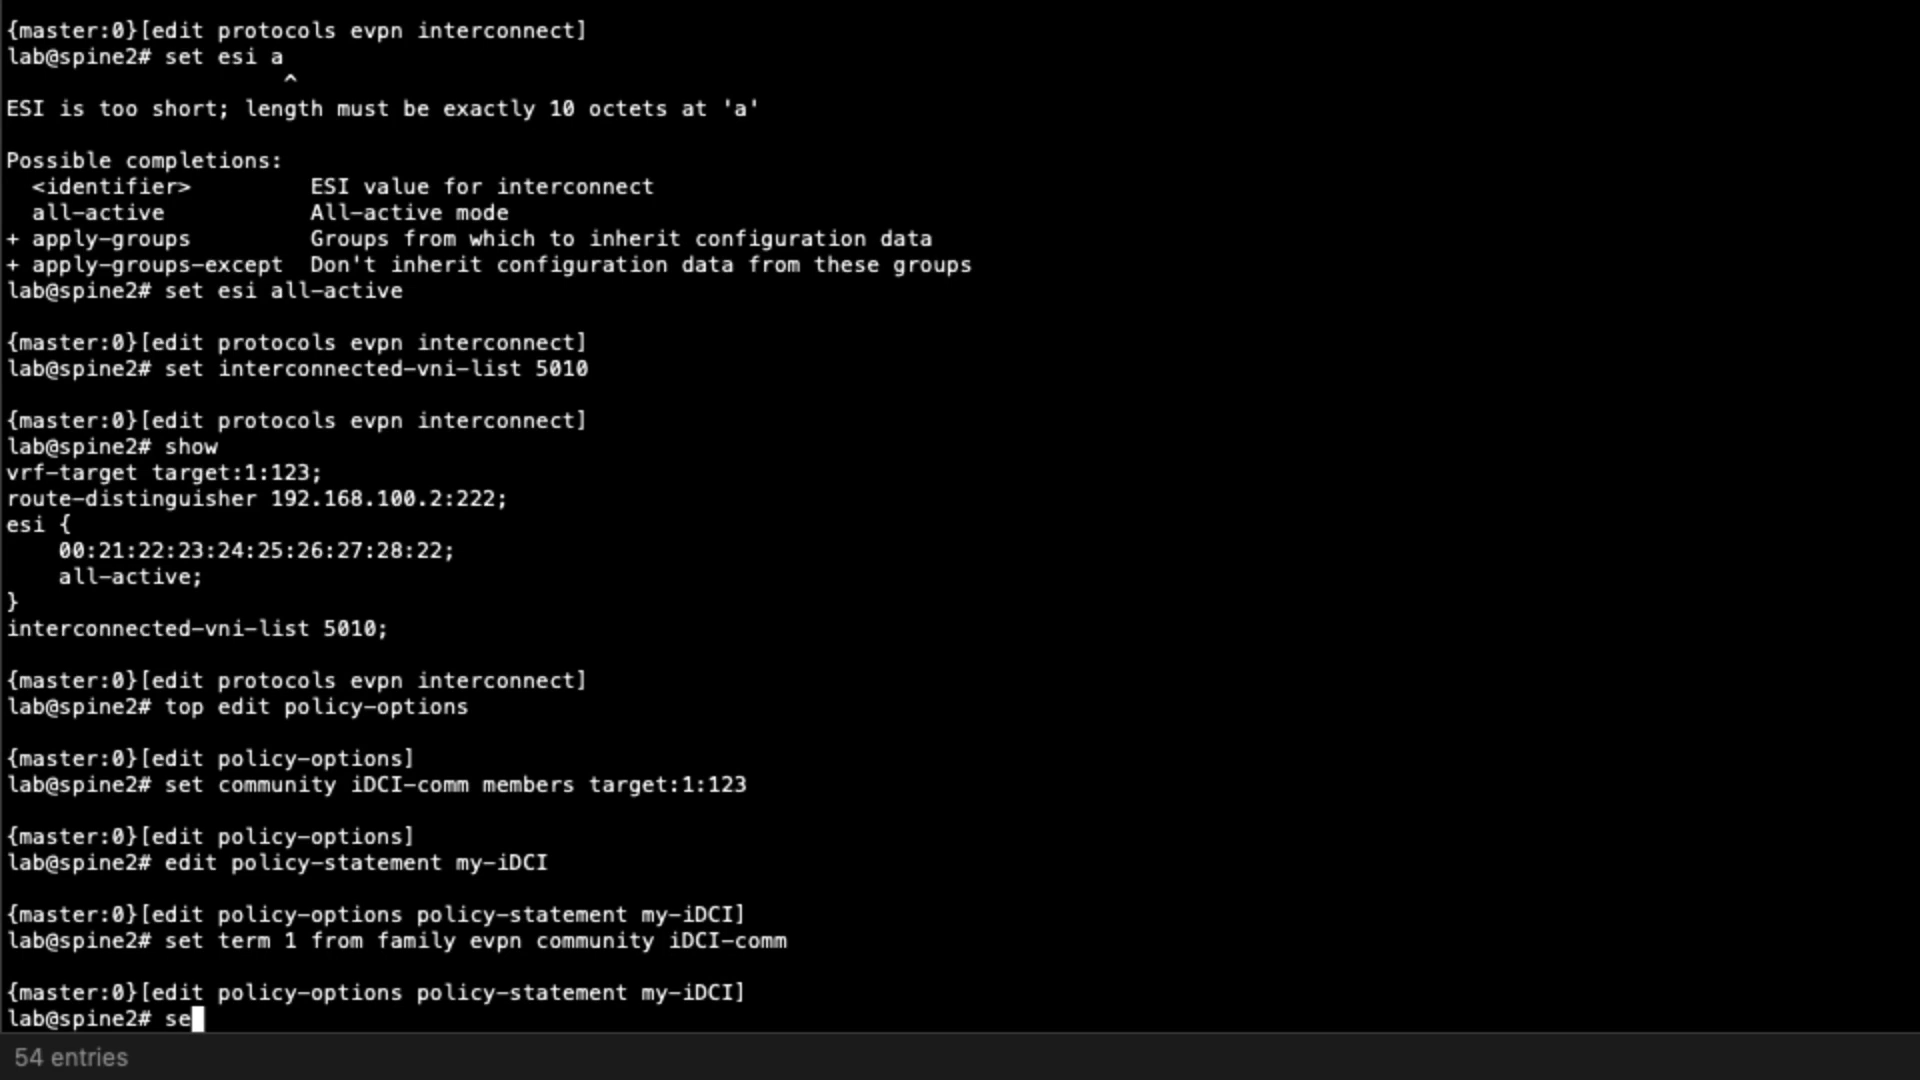 {master:0}[edit protocols evpn interconnect]
lab@spine2# set esi a
^
ESI is too short; length must be exactly 10 octets at 'a'
Possible completions:
<identifier> ESI value for interconnect
all-active All-active mode
+ apply-groups Groups from which to inherit configuration data
+ apply-groups-except Don't inherit configuration data from these groups
lab@spine2# set esi all-active
{master:0}[edit protocols evpn interconnect]
lab@spine2# set interconnected-vni-list 5010
{master:0}[edit protocols evpn interconnect]
lab@spine2# show
vrf-target target:1:123;
route-distinguisher 192.168.100.2:222;
esi {
00:21:22:23:24:25:26:27:28:22;
all-active;
}
interconnected-vni-list 5010;
{master:0}[edit protocols evpn interconnect]
lab@spine2# top edit policy-options
{master:0}[edit policy-options]
lab@spine2# set community iDCI-comm members target:1:123
{master:0}[edit policy-options]
lab@spine2# edit policy-statement my-iDCI
{master:0}[edit policy-options policy-statement my-iDCI]
lab@spine2# set term 1 from family evpn community iDCI-comm
{master:0}[edit policy-options policy-statement my-iDCI]
lab@spine2# se
54 entries